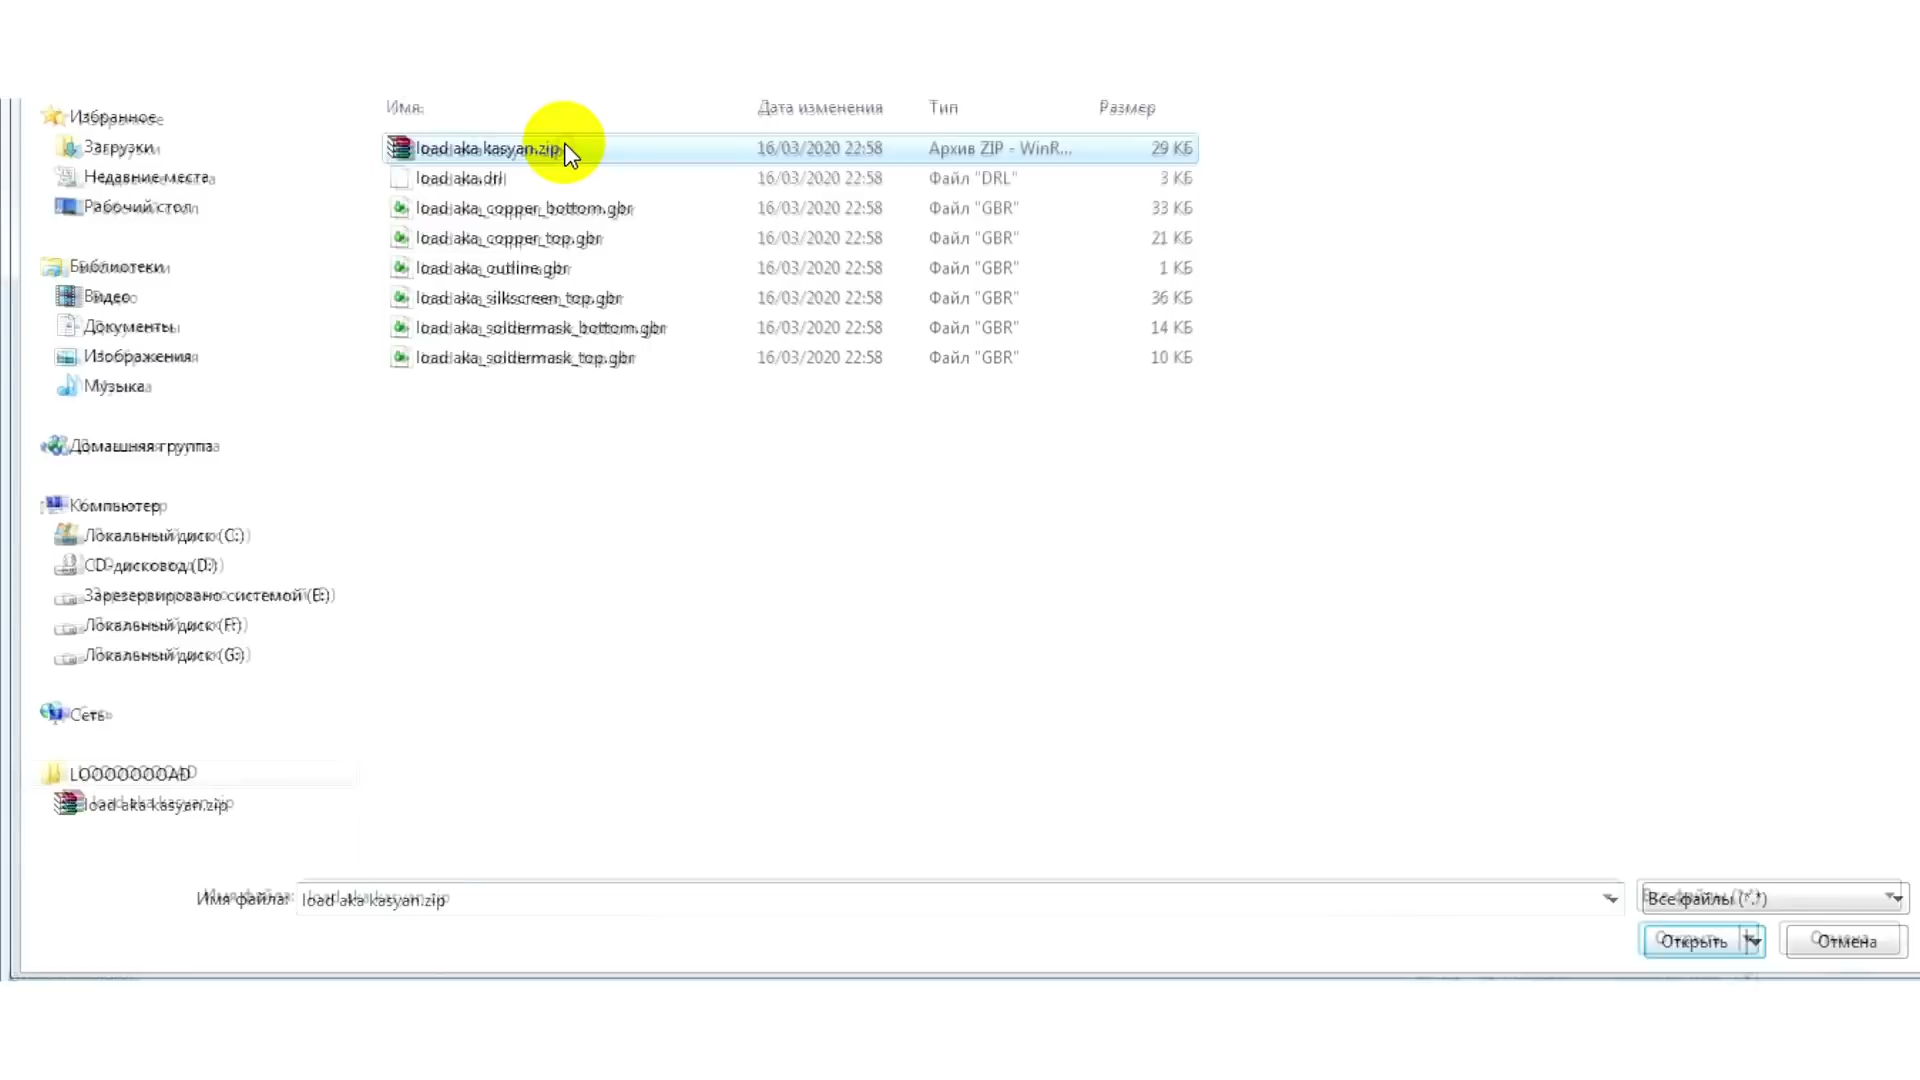 Имя Дата изменения Тип Размер
Избранное
load aka kasyan.zip 16/03/2020 22:58 Архив ZIP - WinR... 29 КБ
Загрузки
load aka.drl 16/03/2020 22:58 Файл "DRL" 3 КБ
Недавние места
load aka_copper_bottom.gbr 16/03/2020 22:58 Файл "GBR" 33 КБ
Рабочий стол
load aka_copper_top.gbr 16/03/2020 22:58 Файл "GBR" 21 КБ
Библиотеки
load aka_outline.gbr 16/03/2020 22:58 Файл "GBR" 1 КБ
Видео
load aka_silkscreen_top.gbr 16/03/2020 22:58 Файл "GBR" 36 КБ
Документы
load aka_soldermask_bottom.gbr 16/03/2020 22:58 Файл "GBR" 14 КБ
Изображения
load aka_soldermask_top.gbr 16/03/2020 22:58 Файл "GBR" 10 КБ
Музыка
Домашняя группа
Компьютер
Локальный диск (C:)
CD-дисковод (D:)
Зарезервировано системой (E:)
Локальный диск (F:)
Локальный диск (G:)
Сеть
LOOOOOOOAD
load aka kasyan.zip
Имя файла: load aka kasyan.zip Все файлы (*.*)
Открыть Отмена